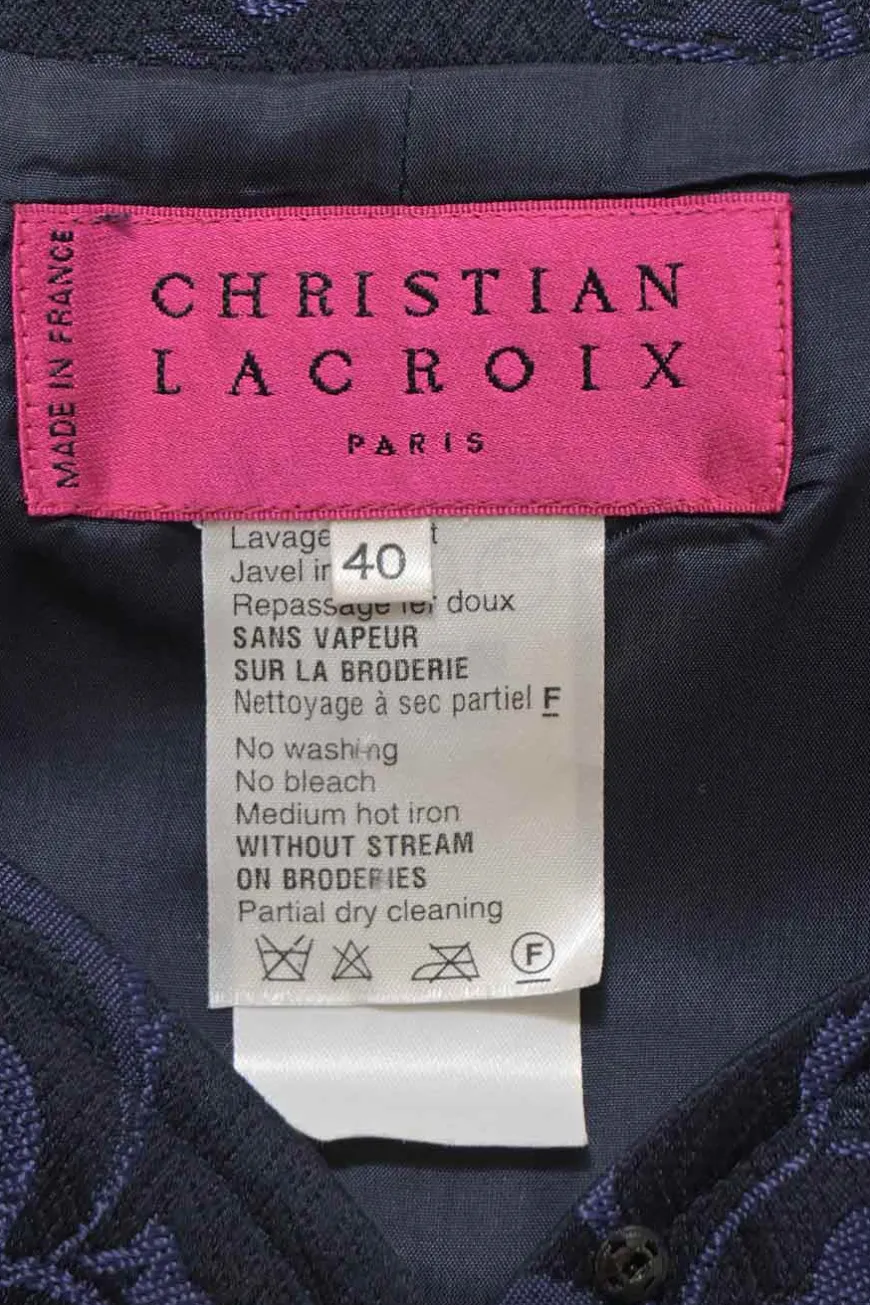 MADE IN FRANCE
CHRISTIAN
LACROIX
PARIS
40
Lavage
Javel
Repassage fer doux
SANS VAPEUR
SUR LA BRODERIE
Nettoyage à sec partiel F
No washing
No bleach
Medium hot iron
WITHOUT STREAM
ON BRODERIES
Partial dry cleaning
F